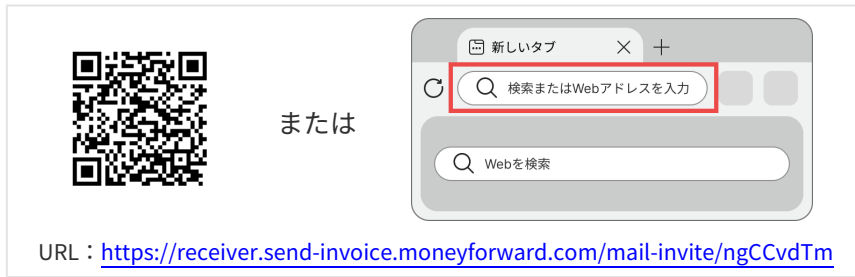 新しいタブ
検索またはWebアドレスを入力
または
Webを検索
URL：https://receiver.send-invoice.moneyforward.com/mail-invite/ngCCvdTm